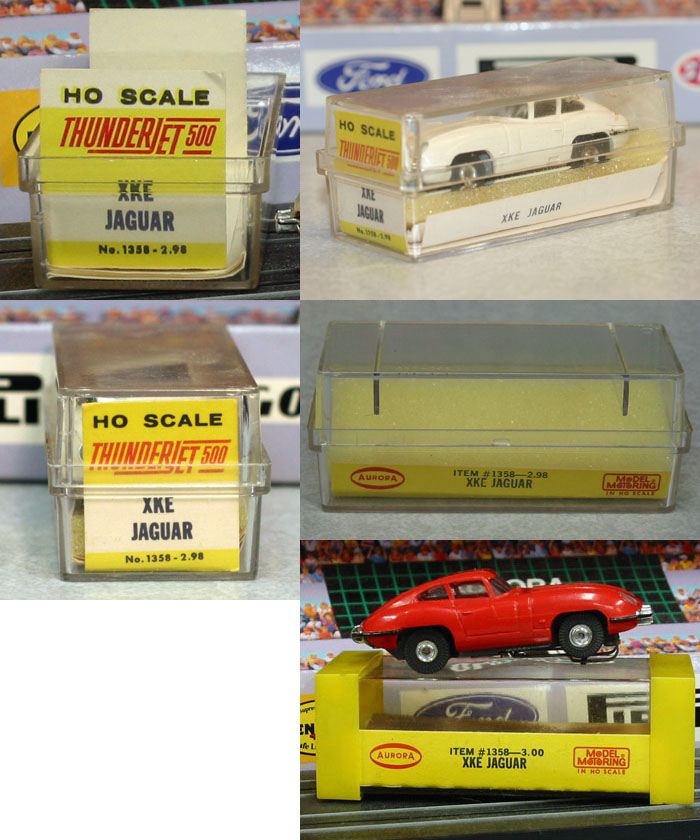 HO SCALE
THUNDERJET 500
XKE
JAGUAR
No. 1358 - 2.98
Ford
HO SCALE
THUNDERJET 500
XKE
JAGUAR
No. 1358 - 2.98
XKE JAGUAR
HO SCALE
THUNDERJET 500
XKE
JAGUAR
No. 1358 - 2.98
AURORA
ITEM #1358—2.98
XKE JAGUAR
MODEL
MOTORING
IN HO SCALE
Ford
AURORA
ITEM #1358—3.00
XKE JAGUAR
MODEL
MOTORING
IN HO SCALE